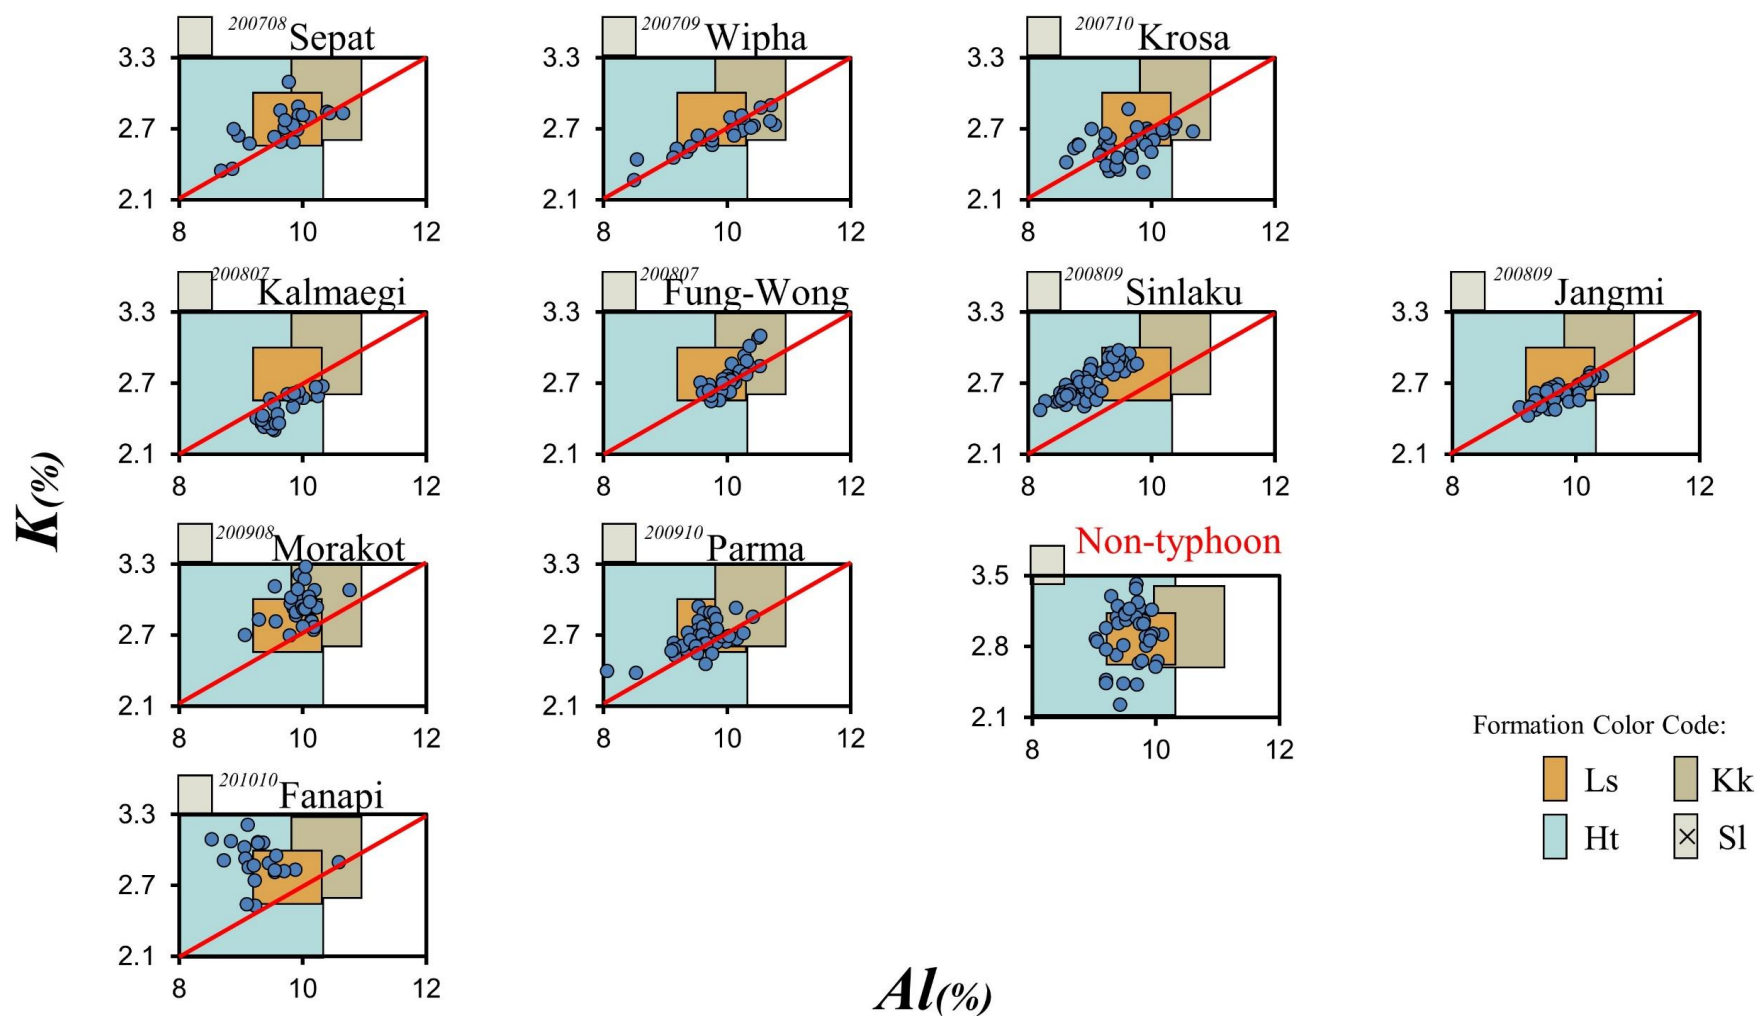 200708 Sepat
200709 Wipha
200710 Krosa
3.3 3.3 3.3
2.7 2.7 2.7
2.1 2.1 2.1
8 10 12 8 10 12 8 10 12
200807 Kalmaegi
200807 Fung-Wong
200809 Sinlaku
200809 Jangmi
3.3 3.3 3.3 3.3
2.7 2.7 2.7 2.7
2.1 2.1 2.1 2.1
8 10 12 8 10 12 8 10 12 8 10 12
K(%)
200908 Morakot
200910 Parma
Non-typhoon
3.3 3.3 3.5
2.7 2.7 2.8
2.1 2.1 2.1
8 10 12 8 10 12 8 10 12
Formation Color Code:
Ls Kk
Ht Sl
201010 Fanapi
3.3
2.7
2.1
8 10 12
Al(%)